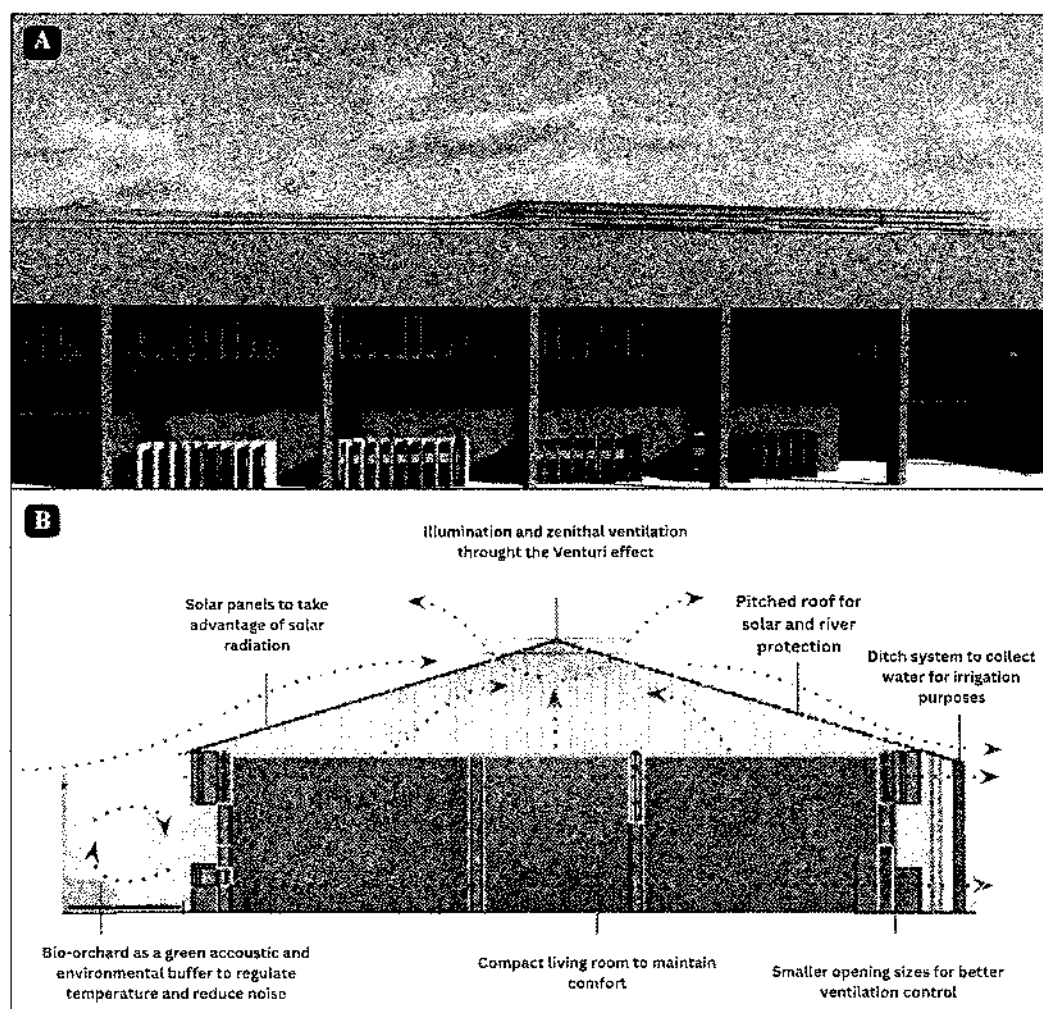 A
B
Illumination and zenithal ventilation
throught the Venturi effect
Solar panels to take
advantage of solar
radiation
Pitched roof for
solar and river
protection
Ditch system to collect
water for irrigation
purposes
Bio-orchard as a green accoustic and
environmental buffer to regulate
temperature and reduce noise
Compact living room to maintain
comfort
Smaller opening sizes for better
ventilation control